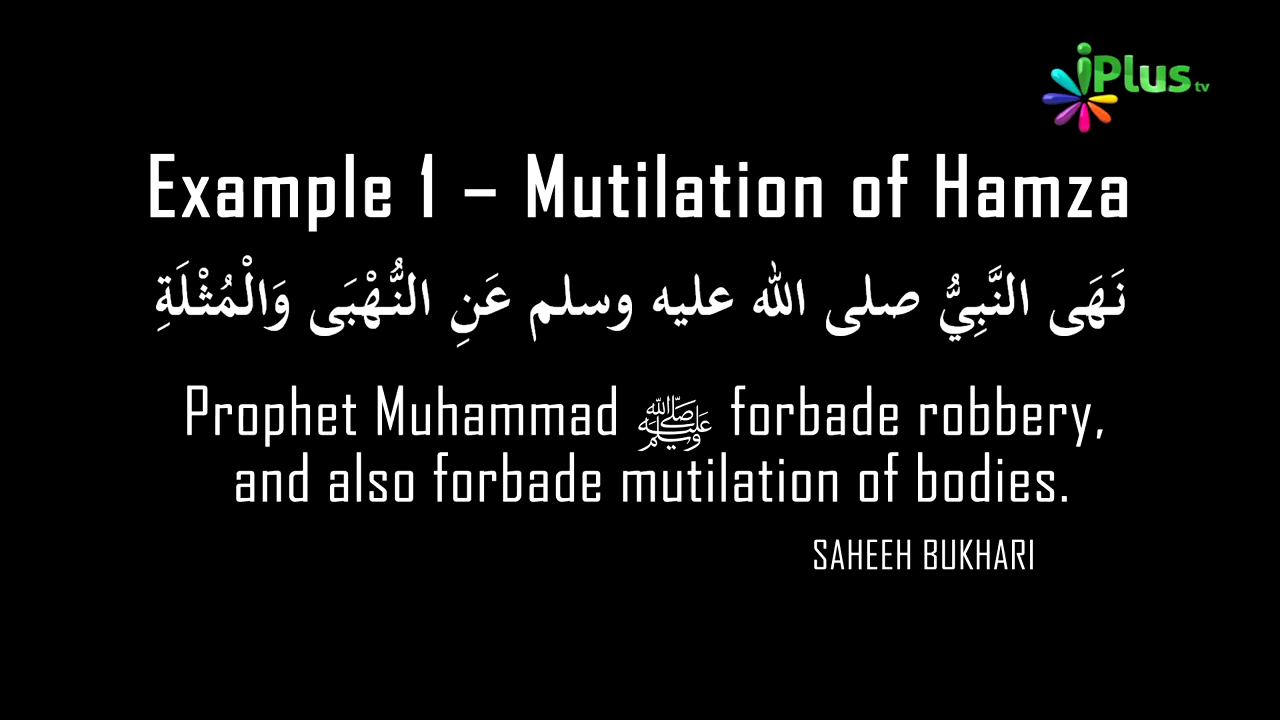 iPlus tv
Example 1 – Mutilation of Hamza
نَهَى النَّبِيُّ صلى الله عليه وسلم عَنِ النُّهْبَى وَالْمُثْلَةِ
Prophet Muhammad ﷺ forbade robbery,
and also forbade mutilation of bodies.
SAHEEH BUKHARI